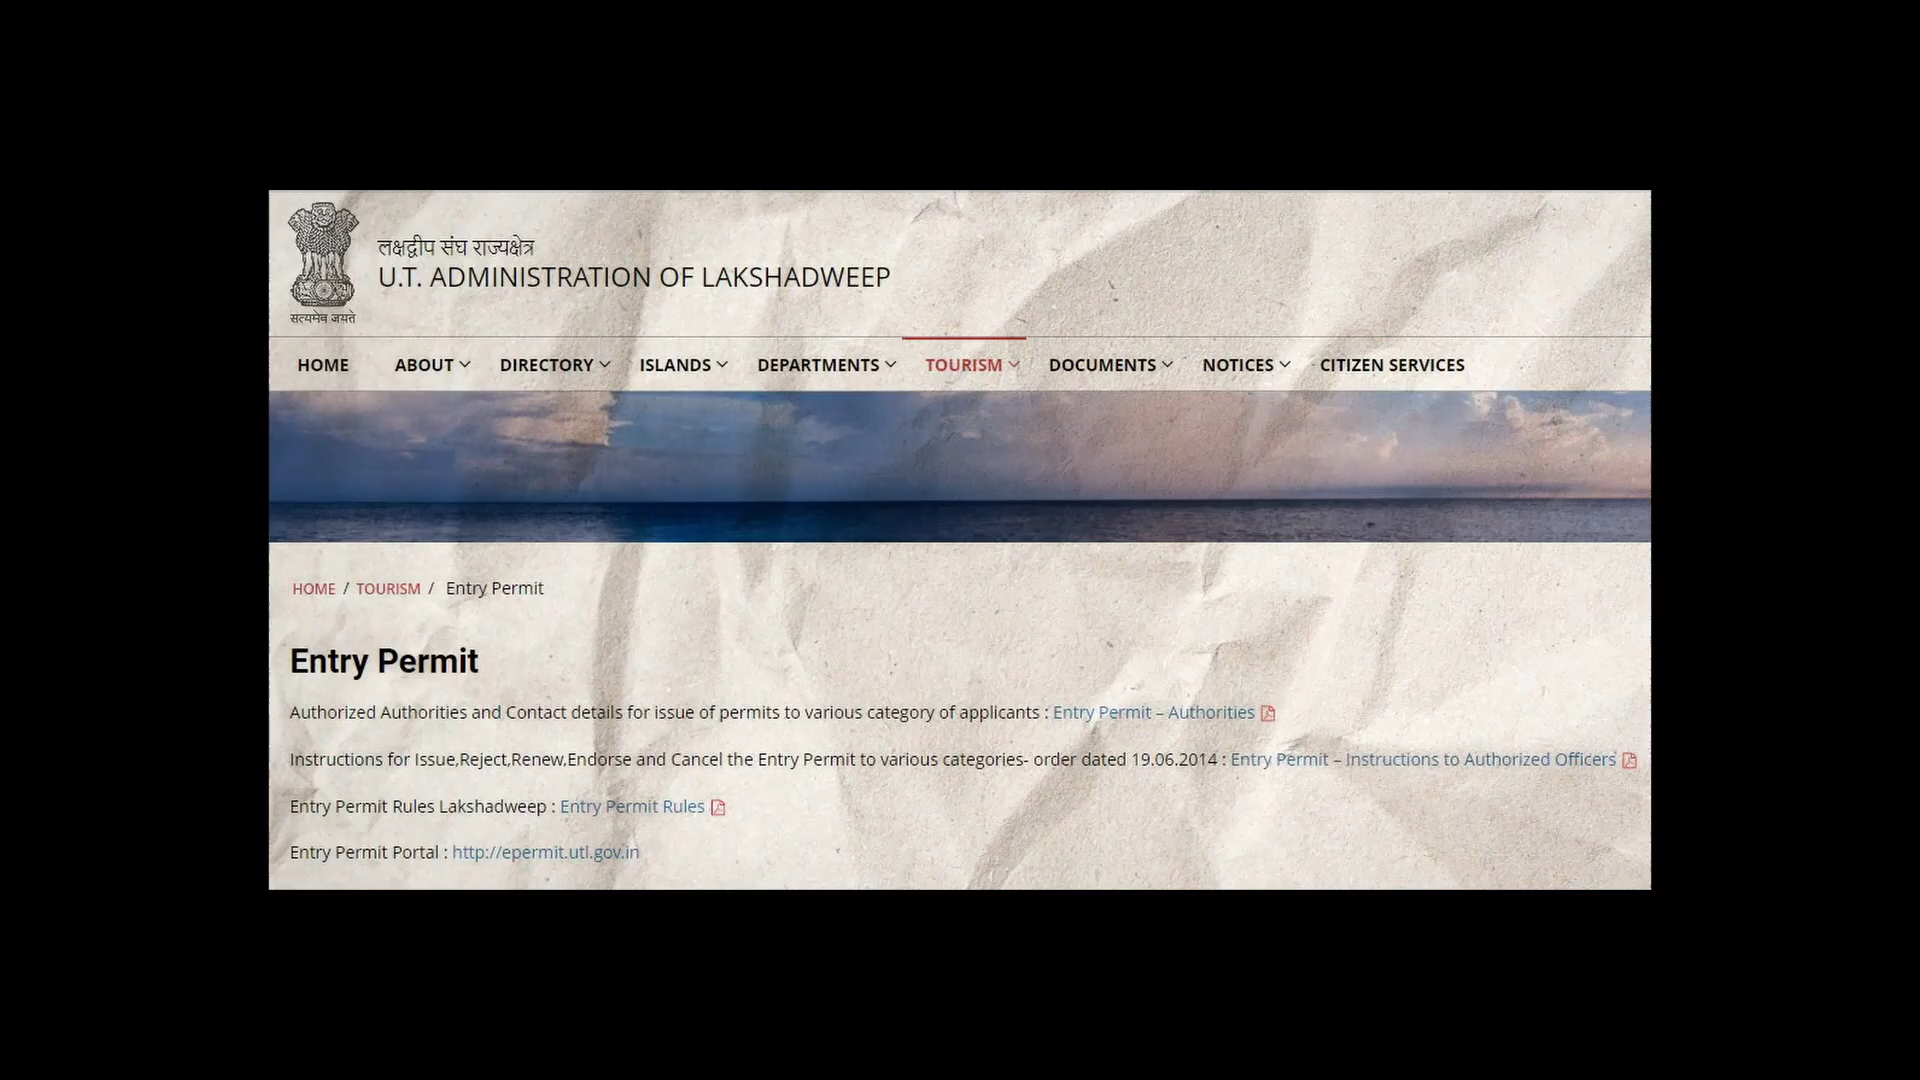 लक्षद्वीप संघ राज्यक्षेत्र
U.T. ADMINISTRATION OF LAKSHADWEEP
सत्यमेव जयते
HOME ABOUT DIRECTORY ISLANDS DEPARTMENTS TOURISM DOCUMENTS NOTICES CITIZEN SERVICES
HOME / TOURISM / Entry Permit
Entry Permit
Authorized Authorities and Contact details for issue of permits to various category of applicants : Entry Permit – Authorities
Instructions for Issue,Reject,Renew,Endorse and Cancel the Entry Permit to various categories- order dated 19.06.2014 : Entry Permit – Instructions to Authorized Officers
Entry Permit Rules Lakshadweep : Entry Permit Rules
Entry Permit Portal : http://epermit.utl.gov.in